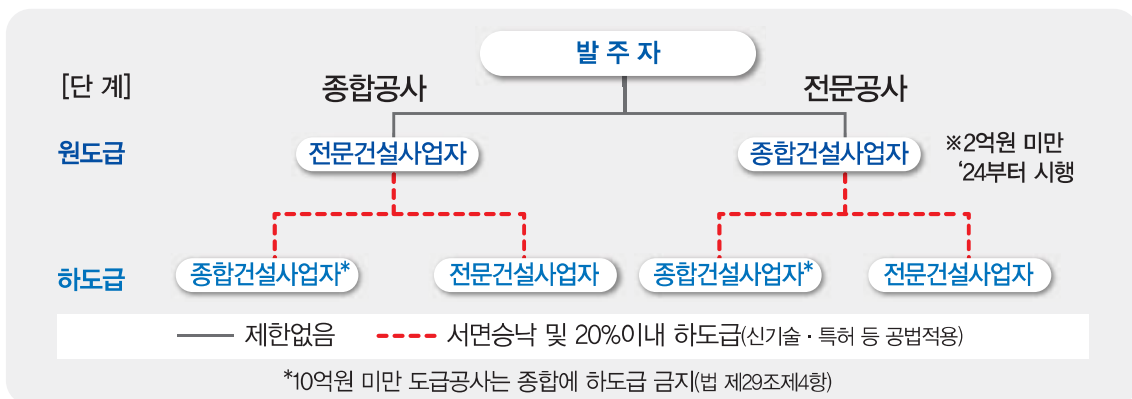 발 주 자
[단 계]
종합공사
전문공사
원도급
전문건설사업자
종합건설사업자
※2억원 미만
‘24부터 시행
하도급
종합건설사업자*
전문건설사업자
종합건설사업자*
전문건설사업자
제한없음
서면승낙 및 20%이내 하도급(신기술·특허 등 공법적용)
*10억원 미만 도급공사는 종합에 하도급 금지(법 제29조제4항)